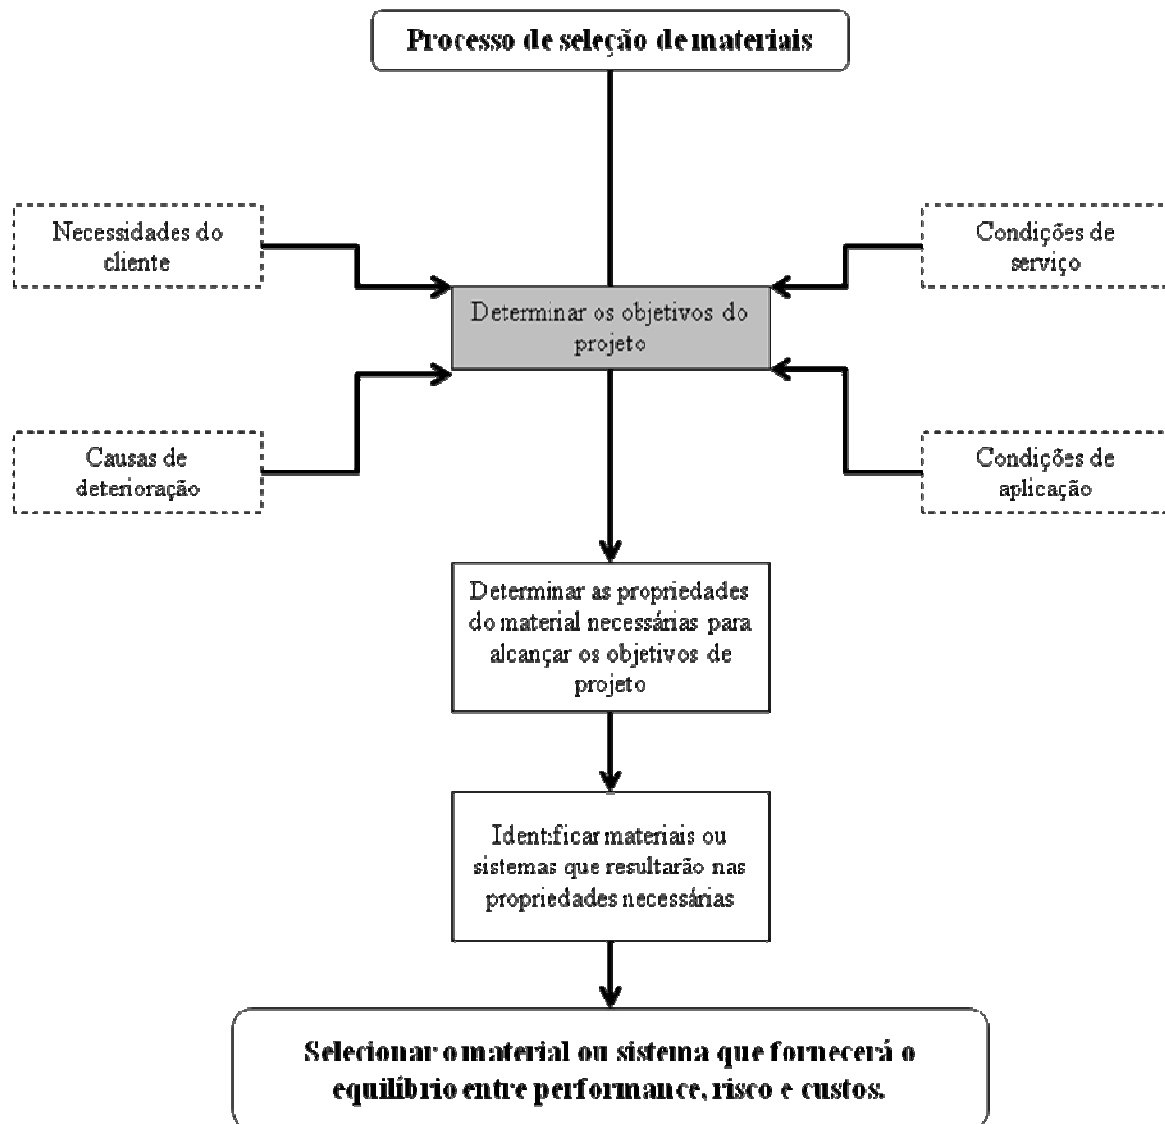 Processo de seleção de materiais
Necessidades do
cliente
Condições de
serviço
Determinar os objetivos do
projeto
Causas de
deterioração
Condições de
aplicação
Determinar as propriedades
do material necessárias para
alcançar os objetivos de
projeto
Identificar materiais ou
sistemas que resultarão nas
propriedades necessárias
Selecionar o material ou sistema que fornecerá o
equilíbrio entre performance, risco e custos.